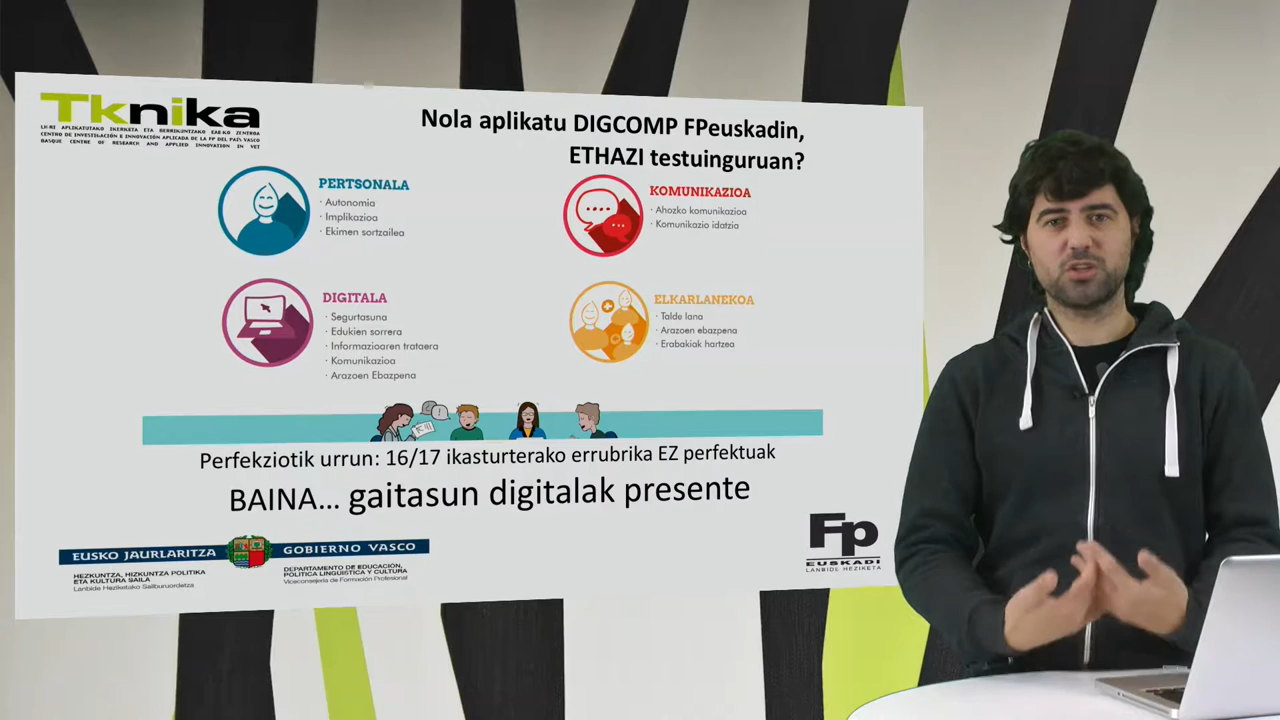 Tknika
LH-RI APLIKATUTAKO IKERKETA ETA BERRIKUNTZAKO EAE-KO ZENTROA
CENTRO DE INVESTIGACIÓN E INNOVACIÓN APLICADA DE LA FP DEL PAÍS VASCO
BASQUE CENTRE OF RESEARCH AND APPLIED INNOVATION IN VET
Nola aplikatu DIGCOMP FPeuskadin,
ETHAZI testuinguruan?
PERTSONALA
· Autonomia
· Implikazioa
· Ekimen sortzailea
KOMUNIKAZIOA
· Ahozko komunikazioa
· Komunikazio idatzia
DIGITALA
· Segurtasuna
· Edukien sorrera
· Informazioaren trataera
· Komunikazioa
· Arazoen Ebazpena
ELKARLANEKOA
· Talde lana
· Arazoen ebazpena
· Erabakiak hartzea
Perfekziotik urrun: 16/17 ikasturterako errubrika EZ perfektuak
BAINA... gaitasun digitalak presente
EUSKO JAURLARITZA
GOBIERNO VASCO
HEZKUNTZA, HIZKUNTZA POLITIKA
ETA KULTURA SAILA
Lanbide Heziketako Sailburuordetza
DEPARTAMENTO DE EDUCACIÓN,
POLÍTICA LINGÜÍSTICA Y CULTURA
Viceconsejería de Formación Profesional
Fp
EUSKADI
LANBIDE HEZIKETA